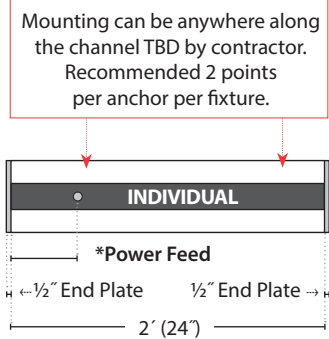 Mounting can be anywhere along
the channel TBD by contractor.
Recommended 2 points
per anchor per fixture.
INDIVIDUAL
*Power Feed
½˝ End Plate ½˝ End Plate
2´ (24˝)